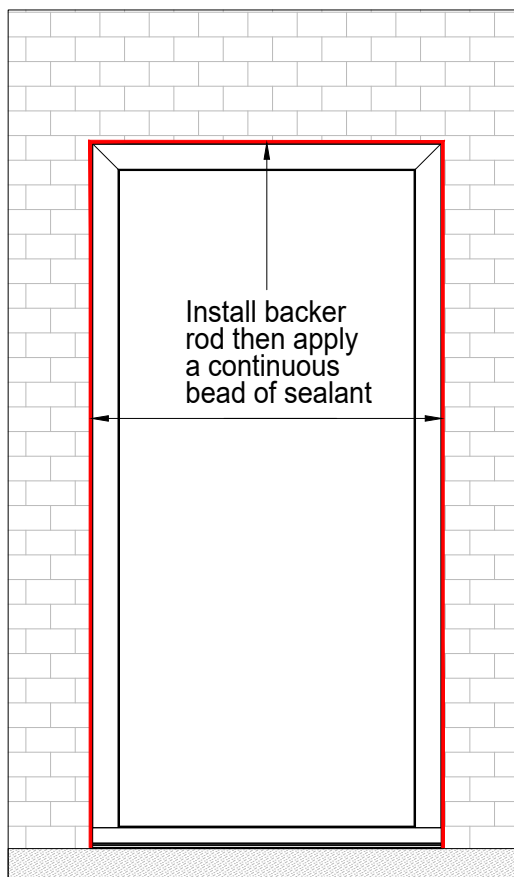 Install backer
rod then apply
a continuous
bead of sealant